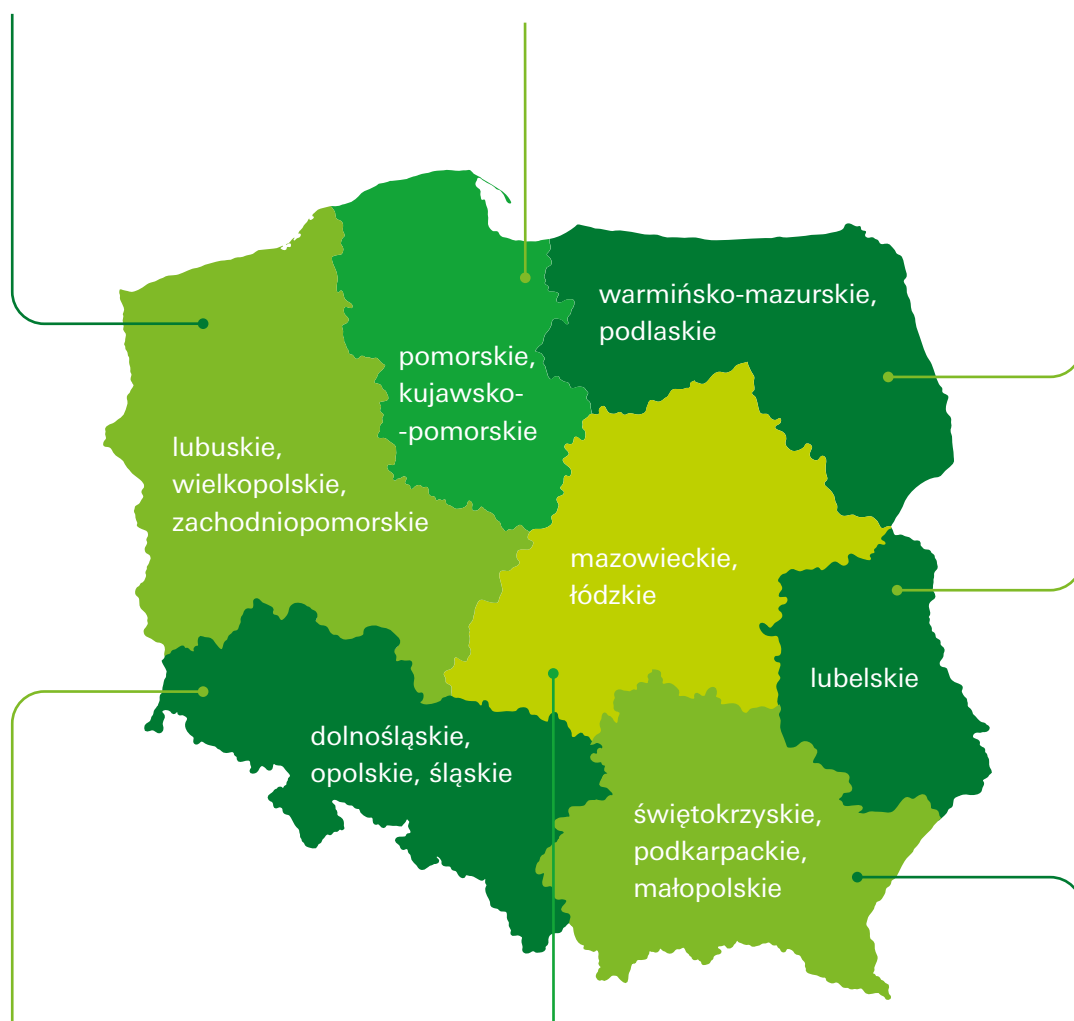 warmińsko-mazurskie,
podlaskie
pomorskie,
kujawsko-
-pomorskie
lubuskie,
wielkopolskie,
zachodniopomorskie
mazowieckie,
łódzkie
lubelskie
dolnośląskie,
opolskie, śląskie
świętokrzyskie,
podkarpackie,
małopolskie